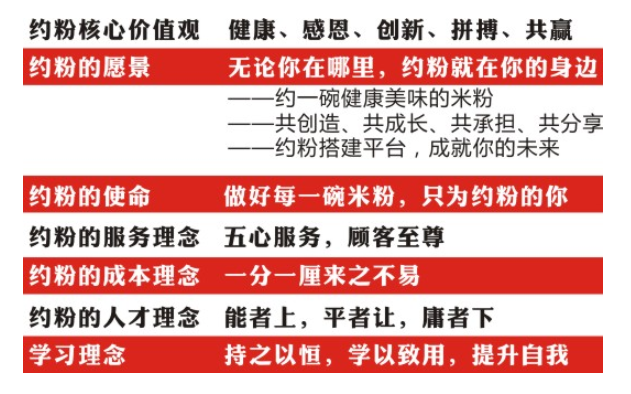 约粉核心价值观 健康、感恩、创新、拼搏、共赢
约粉的愿景 无论你在哪里，约粉就在你的身边
——约一碗健康美味的米粉
——共创造、共成长、共承担、共分享
——约粉搭建平台，成就你的未来
约粉的使命 做好每一碗米粉，只为约粉的你
约粉的服务理念 五心服务，顾客至尊
约粉的成本理念 一分一厘来之不易
约粉的人才理念 能者上，平者让，庸者下
学习理念 持之以恒，学以致用，提升自我